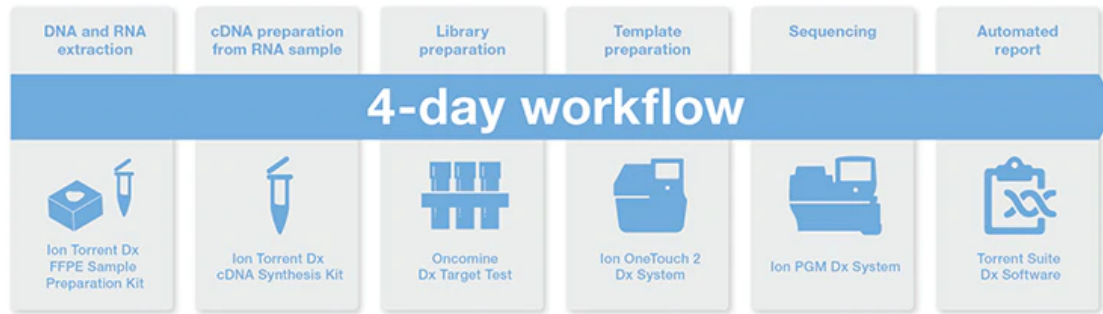 DNA and RNA
extraction
cDNA preparation
from RNA sample
Library
preparation
Template
preparation
Sequencing
Automated
report
4-day workflow
Ion Torrent Dx
FFPE Sample
Preparation Kit
Ion Torrent Dx
cDNA Synthesis Kit
Oncomine
Dx Target Test
Ion OneTouch 2
Dx System
Ion PGM Dx System
Torrent Suite
Dx Software